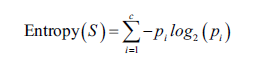 Entropy(S)=∑_{i=1}^{c} -p_i log_2(p_i)